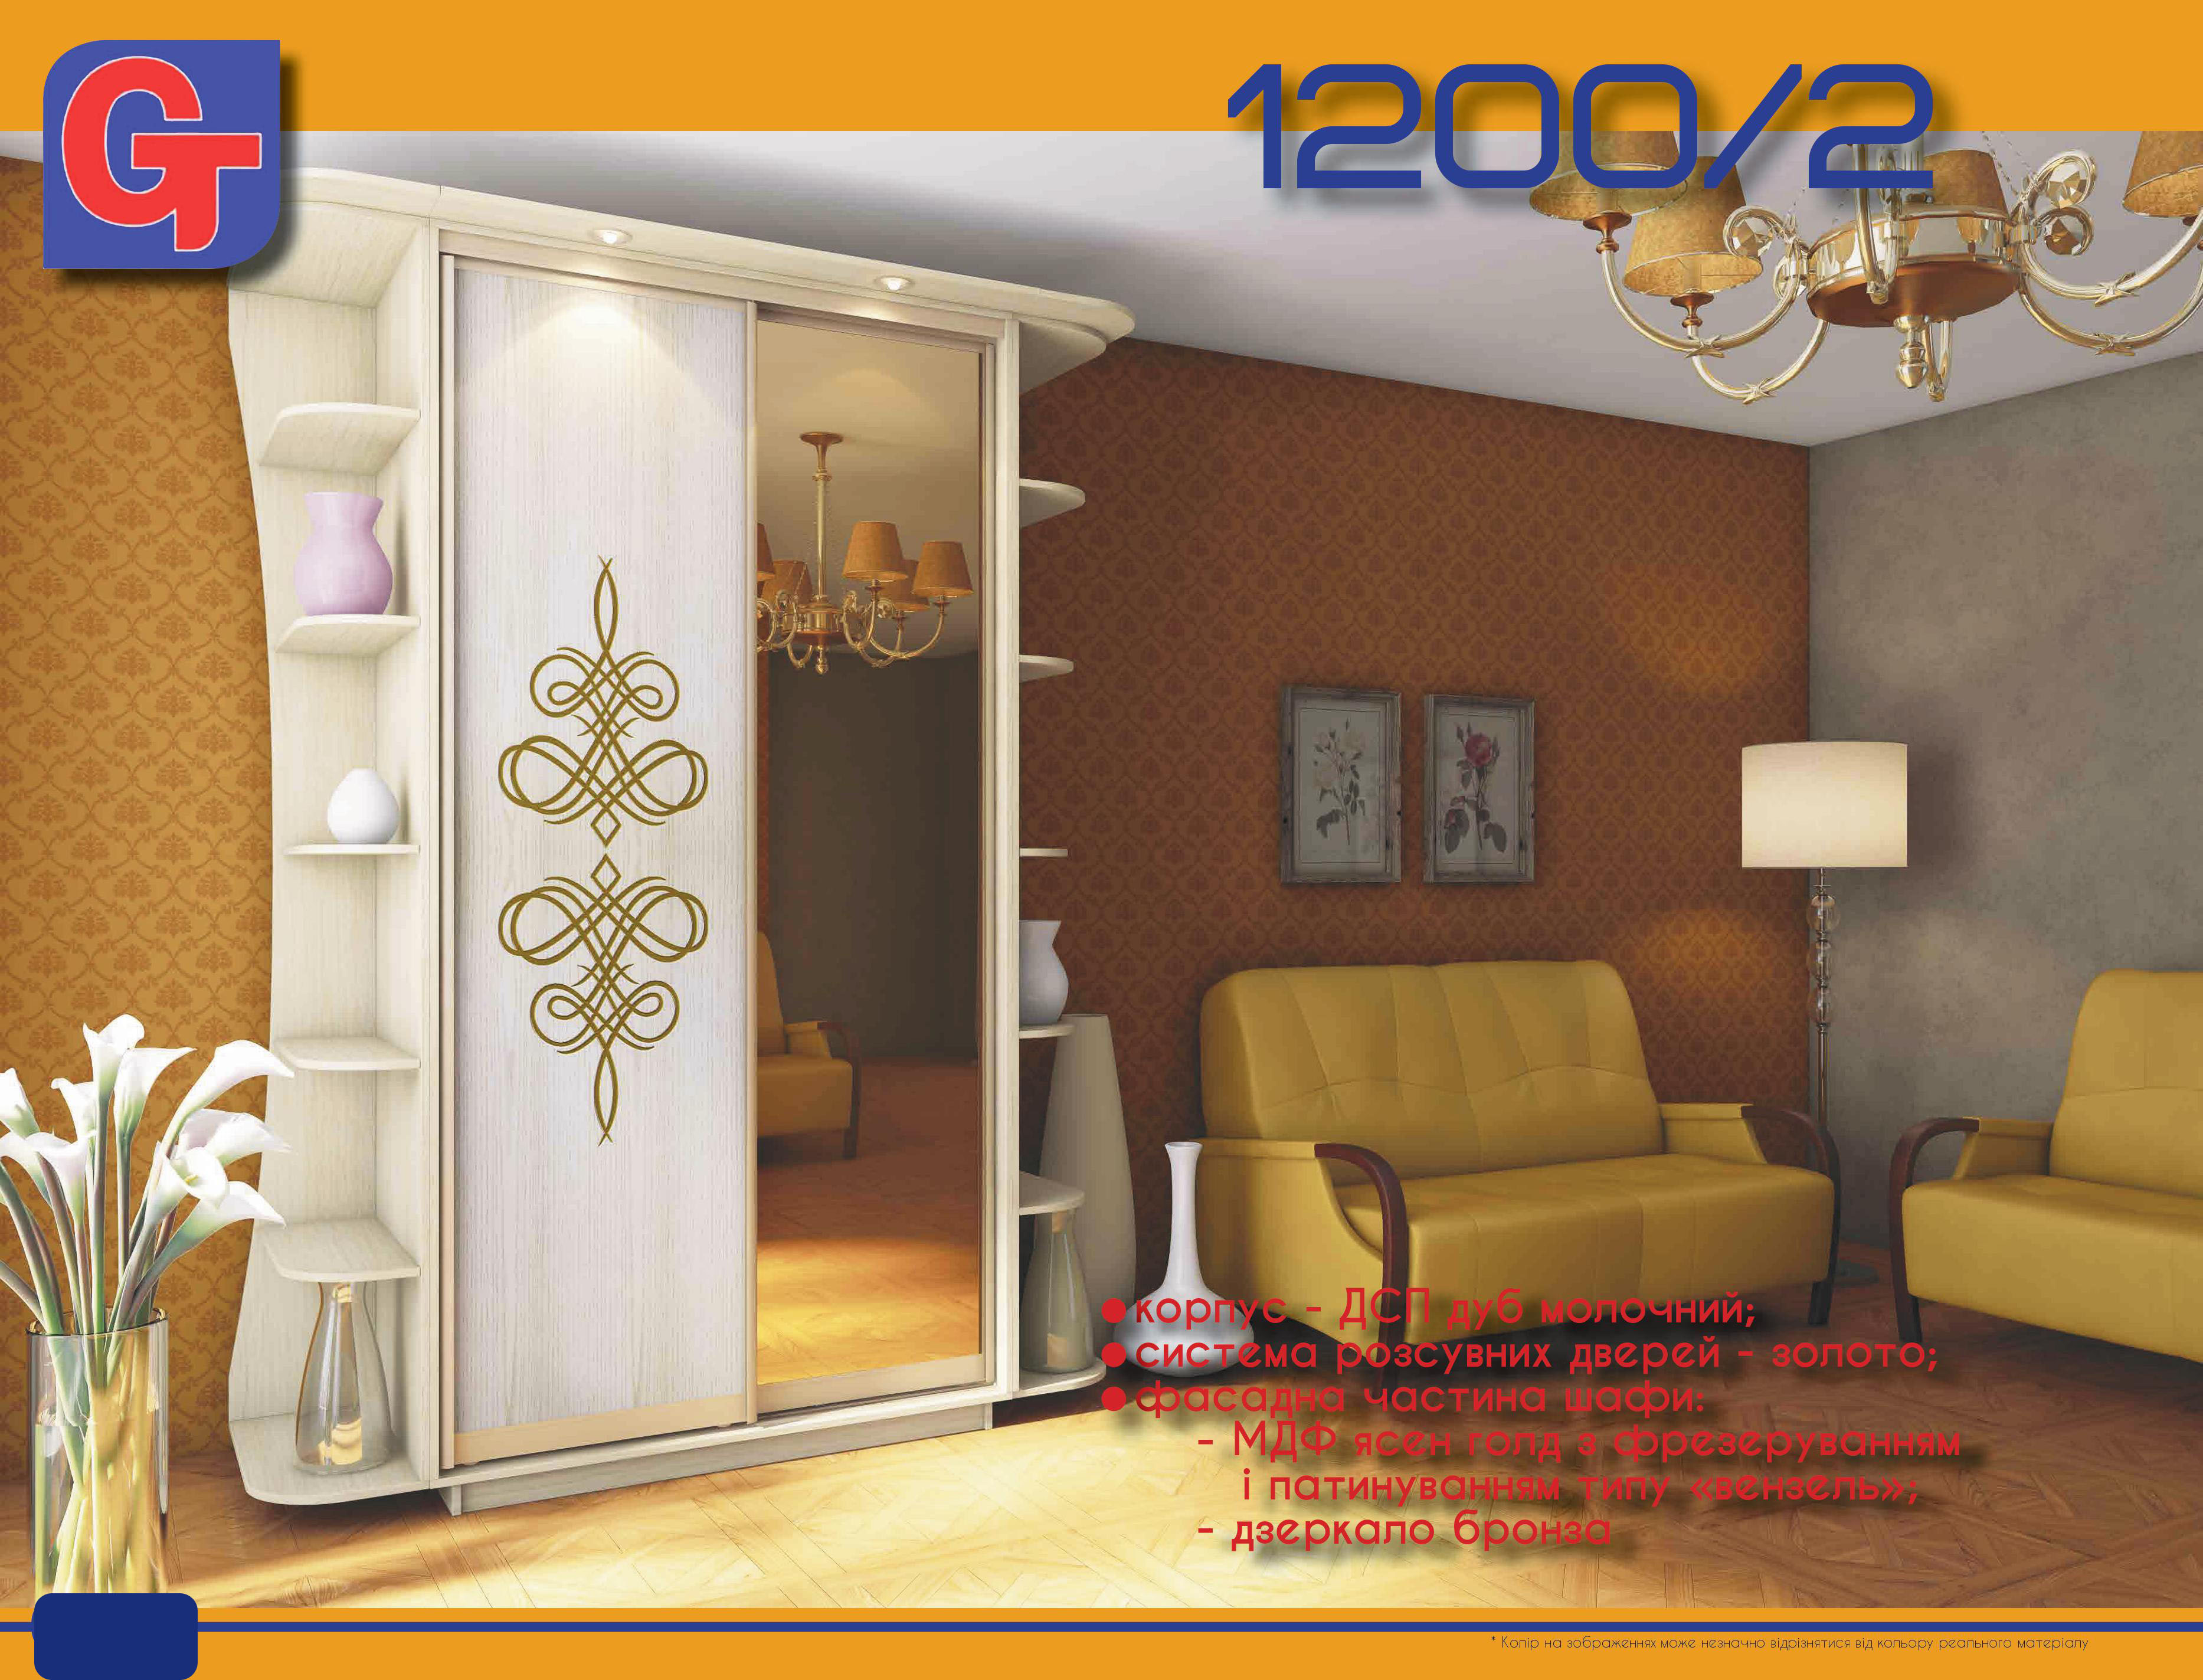 GT
1200/2
корпус - ДСП дуб молочний;
система розсувних дверей - золото;
фасадна частина шафи:
- МДФ ясен голд з фрезеруванням
і патинуванням типу «вензель»;
- дзеркало бронза
* Колір на зображеннях може незначно відрізнятися від кольору реального матеріалу